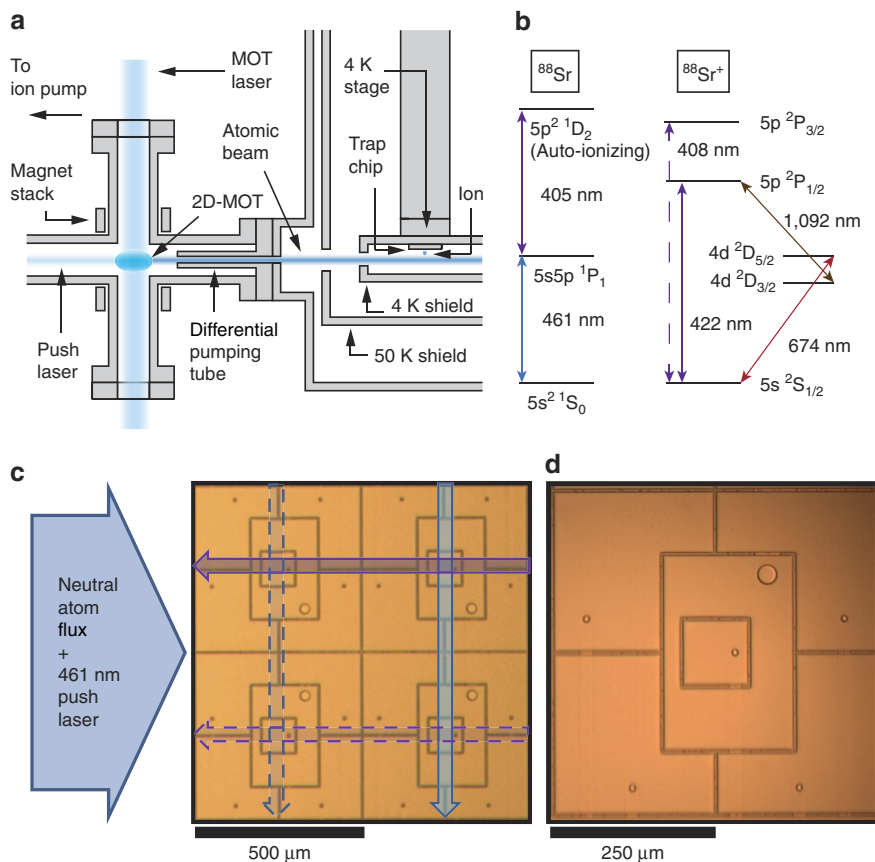 a
To
ion pump
MOT
laser
4 K
stage
Atomic
beam
Trap
chip
Ion
Magnet
stack
2D-MOT
Push
laser
Differential
pumping
tube
4 K shield
50 K shield
b
88Sr
88Sr+
5p2 1D2
(Auto-ionizing)
405 nm
5s5p 1P1
461 nm
5s2 1S0
5p 2P3/2
408 nm
5p 2P1/2
1,092 nm
4d 2D5/2
4d 2D3/2
422 nm
674 nm
5s 2S1/2
c
Neutral
atom
flux
+
461 nm
push
laser
500 μm
d
250 μm